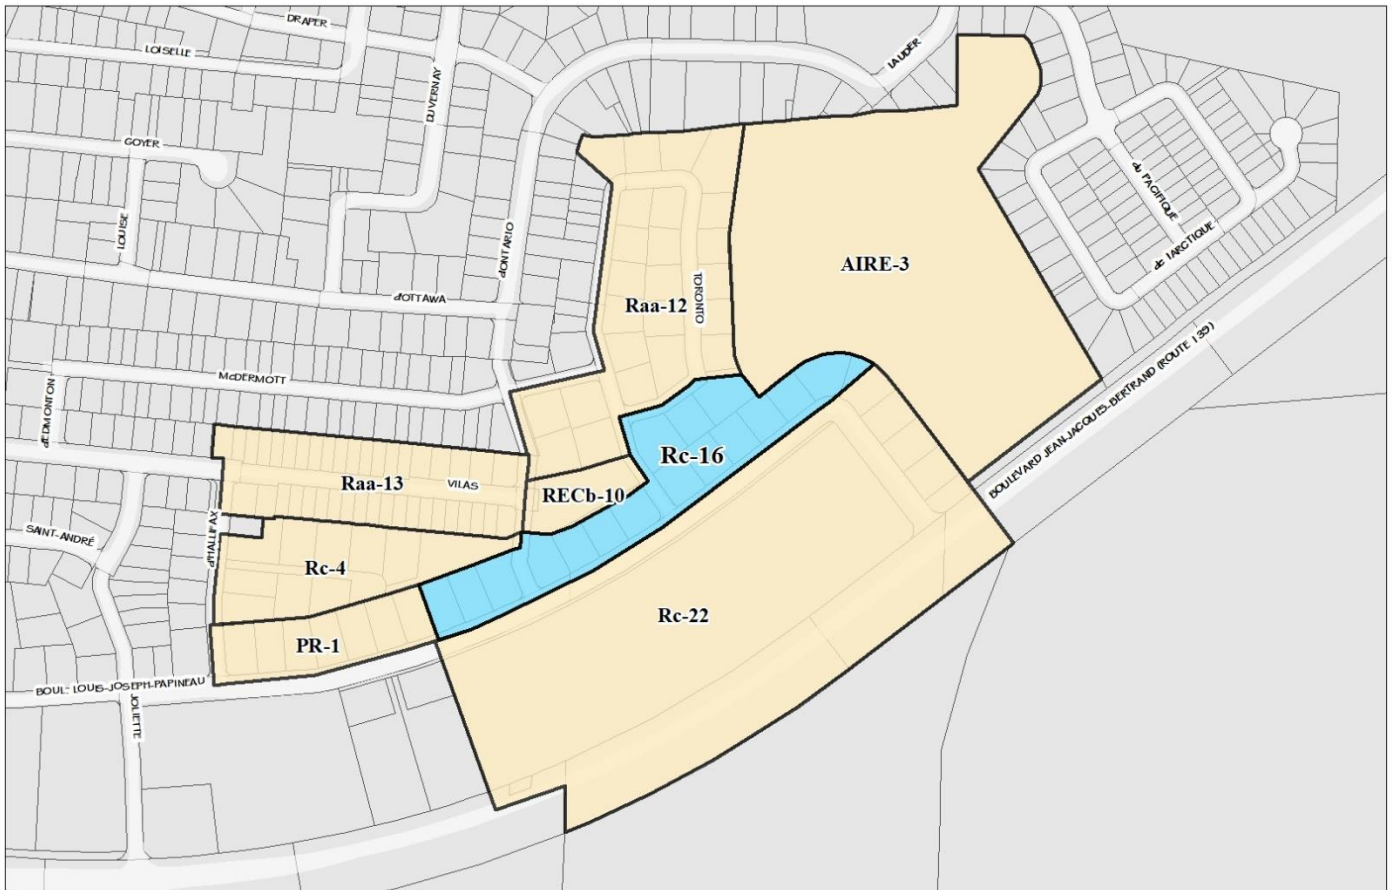 DRAPER
LOISELLE
LAUDER
DUVERNAY
GOYER
du PACIFIQUE
LOUISE
d'ONTARIO
de l'ARCTIQUE
AIRE-3
d'OTTAWA
Raa-12
TORONTO
BOULEVARD JEAN-JACQUES-BERTRAND (ROUTE 139)
McDERMOTT
d'EDMONTON
Rc-16
Raa-13
VILAS
RECb-10
SAINT-ANDRÉ
d'HALIFAX
Rc-4
Rc-22
PR-1
BOUL. LOUIS-JOSEPH-PAPINEAU
JOLIETTE